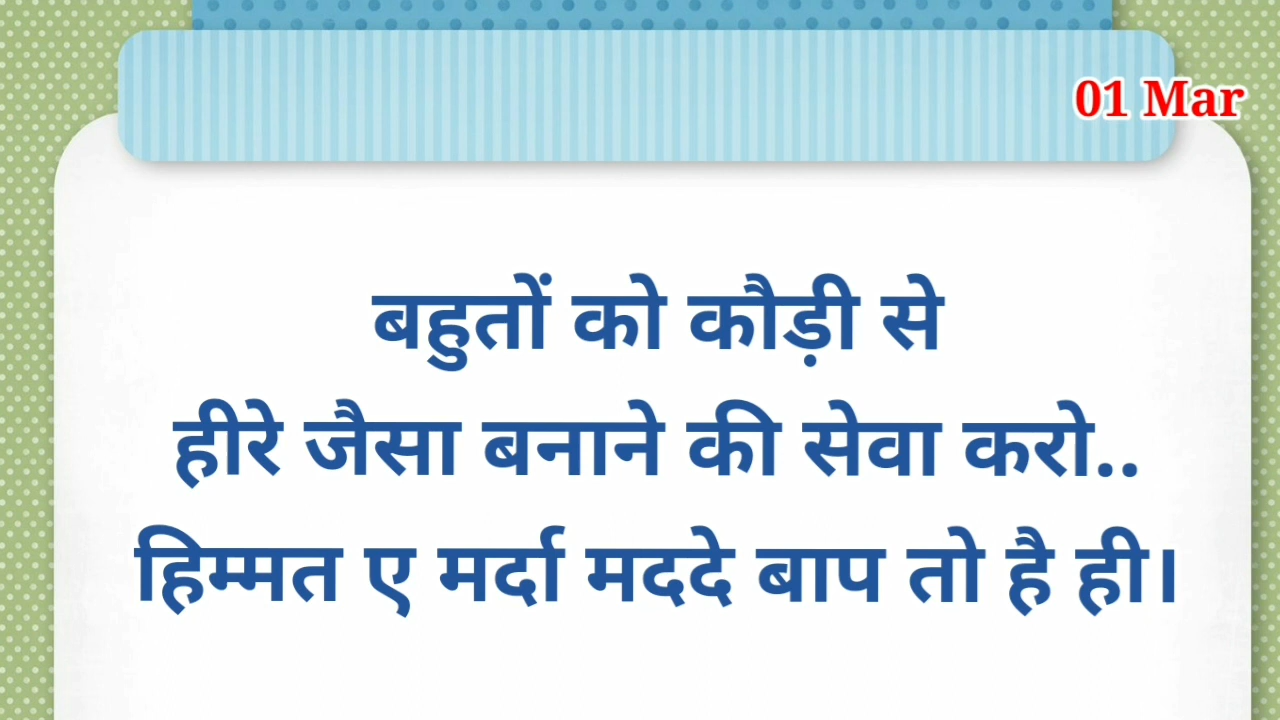 01 Mar
बहुतों को कौड़ी से
हीरे जैसा बनाने की सेवा करो..
हिम्मत ए मर्दा मददे बाप तो है ही।